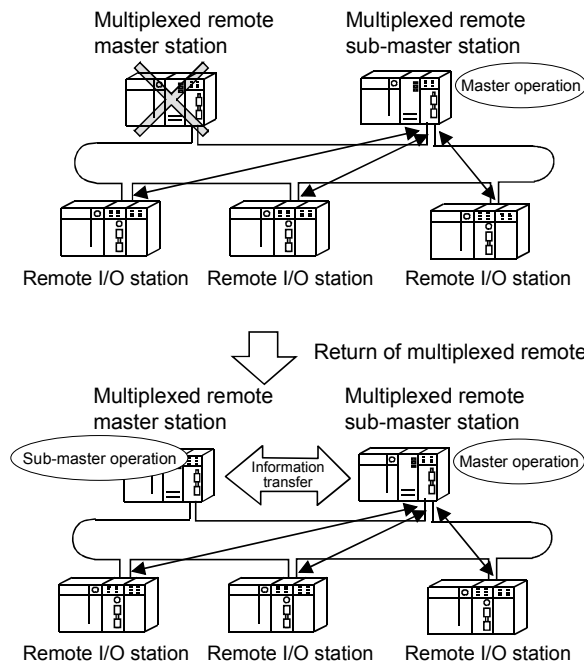 Multiplexed remote
master station
Multiplexed remote
sub-master station
Master operation
Remote I/O station
Remote I/O station
Remote I/O station
Return of multiplexed remote
Multiplexed remote
master station
Multiplexed remote
sub-master station
Sub-master operation
Information
transfer
Master operation
Remote I/O station
Remote I/O station
Remote I/O station